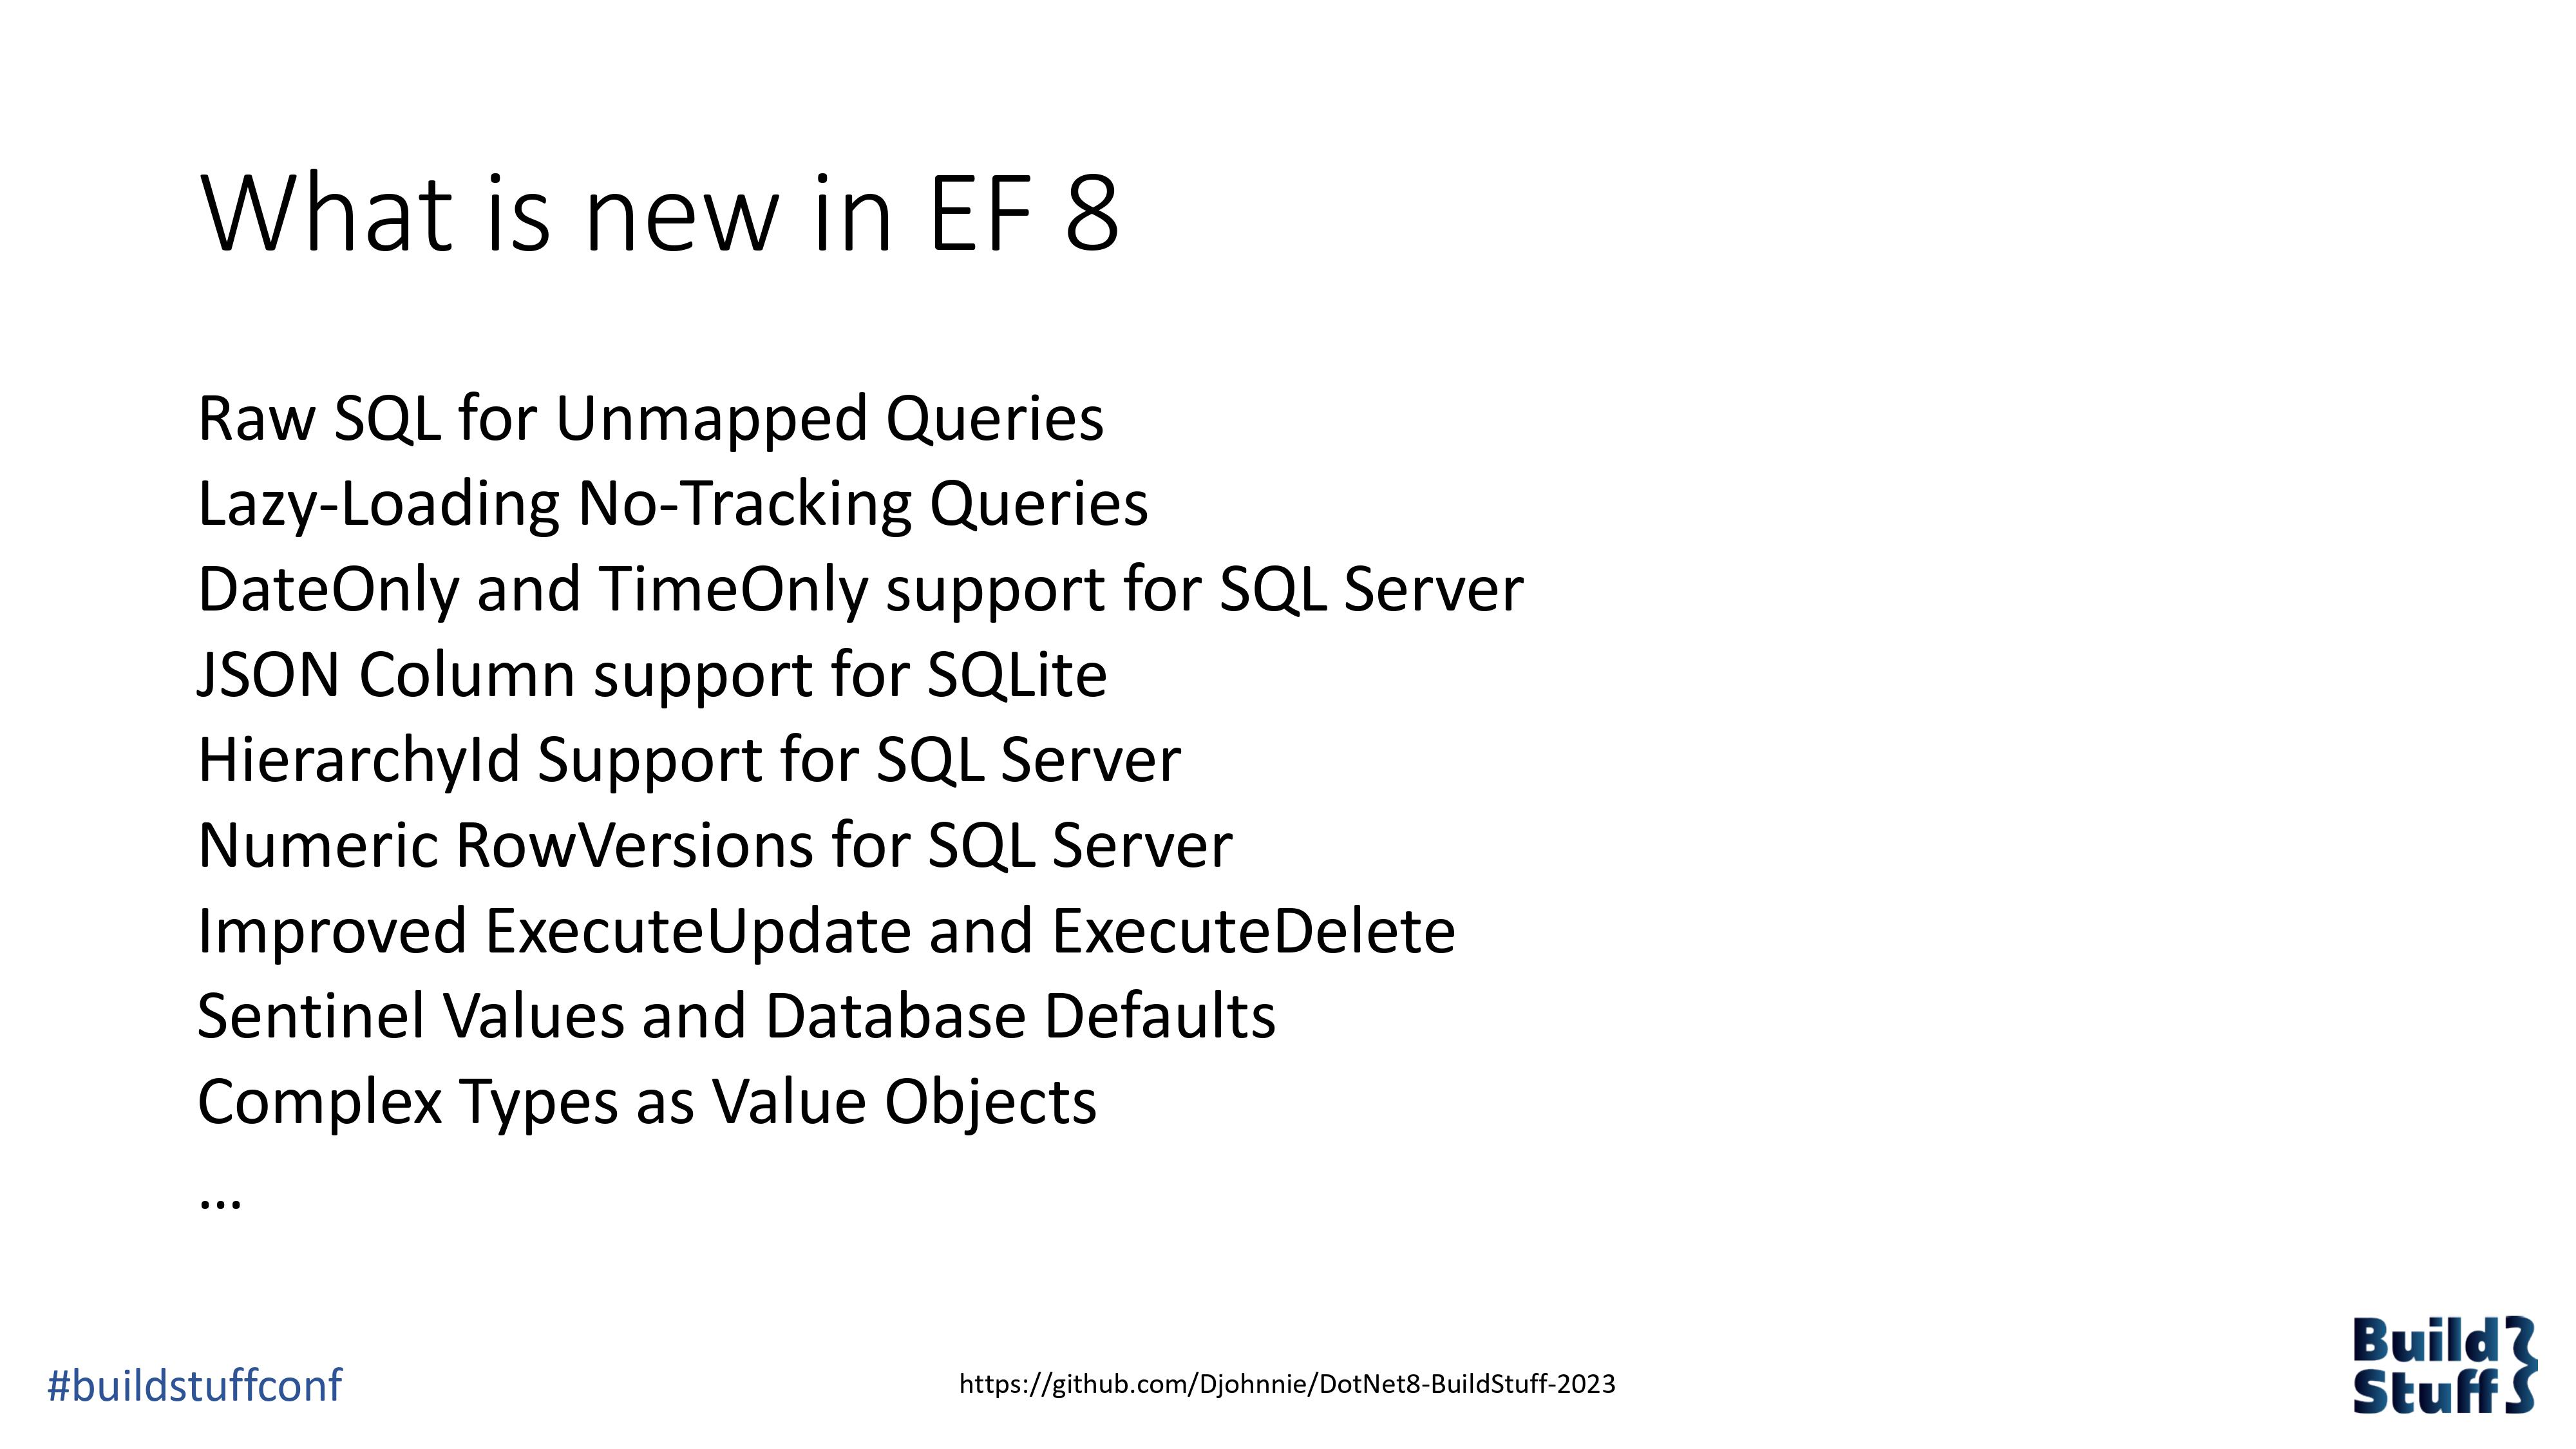 What is new in EF 8
Raw SQL for Unmapped Queries
Lazy-Loading No-Tracking Queries
DateOnly and TimeOnly support for SQL Server
JSON Column support for SQLite
HierarchyId Support for SQL Server
Numeric RowVersions for SQL Server
Improved ExecuteUpdate and ExecuteDelete
Sentinel Values and Database Defaults
Complex Types as Value Objects
...
#buildstuffconf
https://github.com/Djohnnie/DotNet8-BuildStuff-2023
Build
Stuff